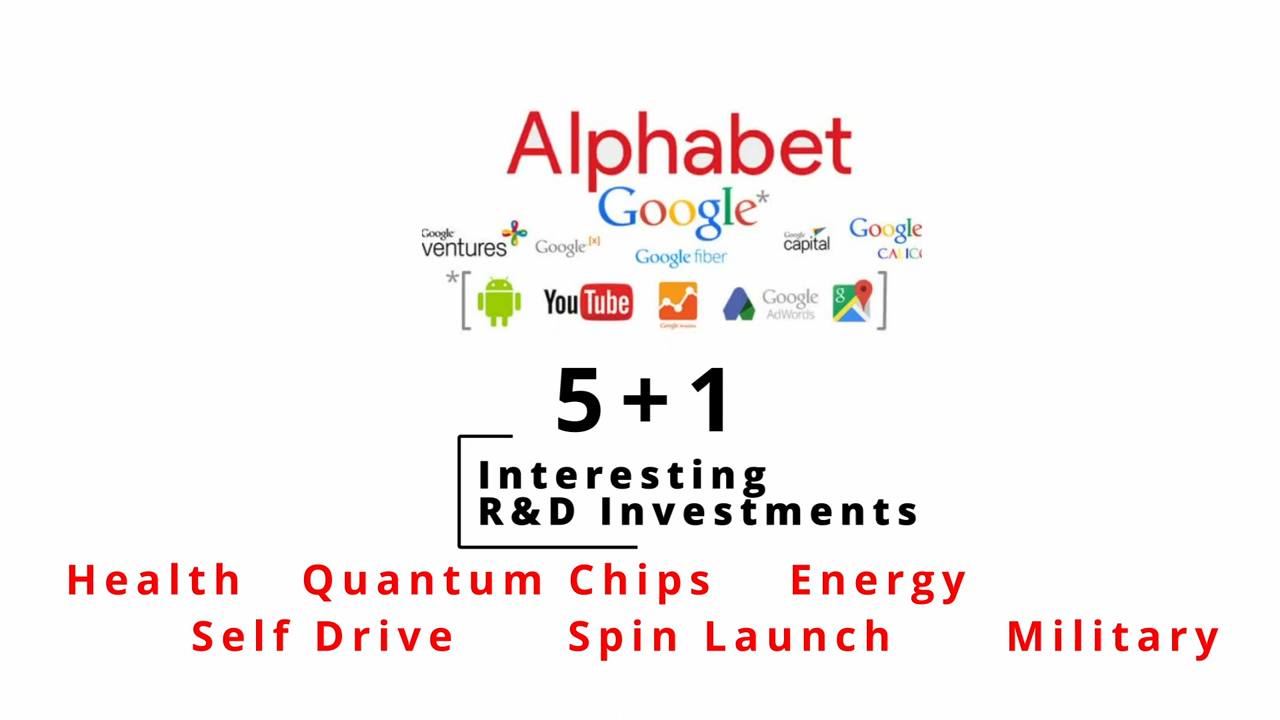 Alphabet
Google*
Google ventures
Google [x]
Google fiber
Google capital
Google
CALIC
*[ YouTube Google AdWords g ]
5+1
Interesting
R&D Investments
Health Quantum Chips Energy
Self Drive Spin Launch Military